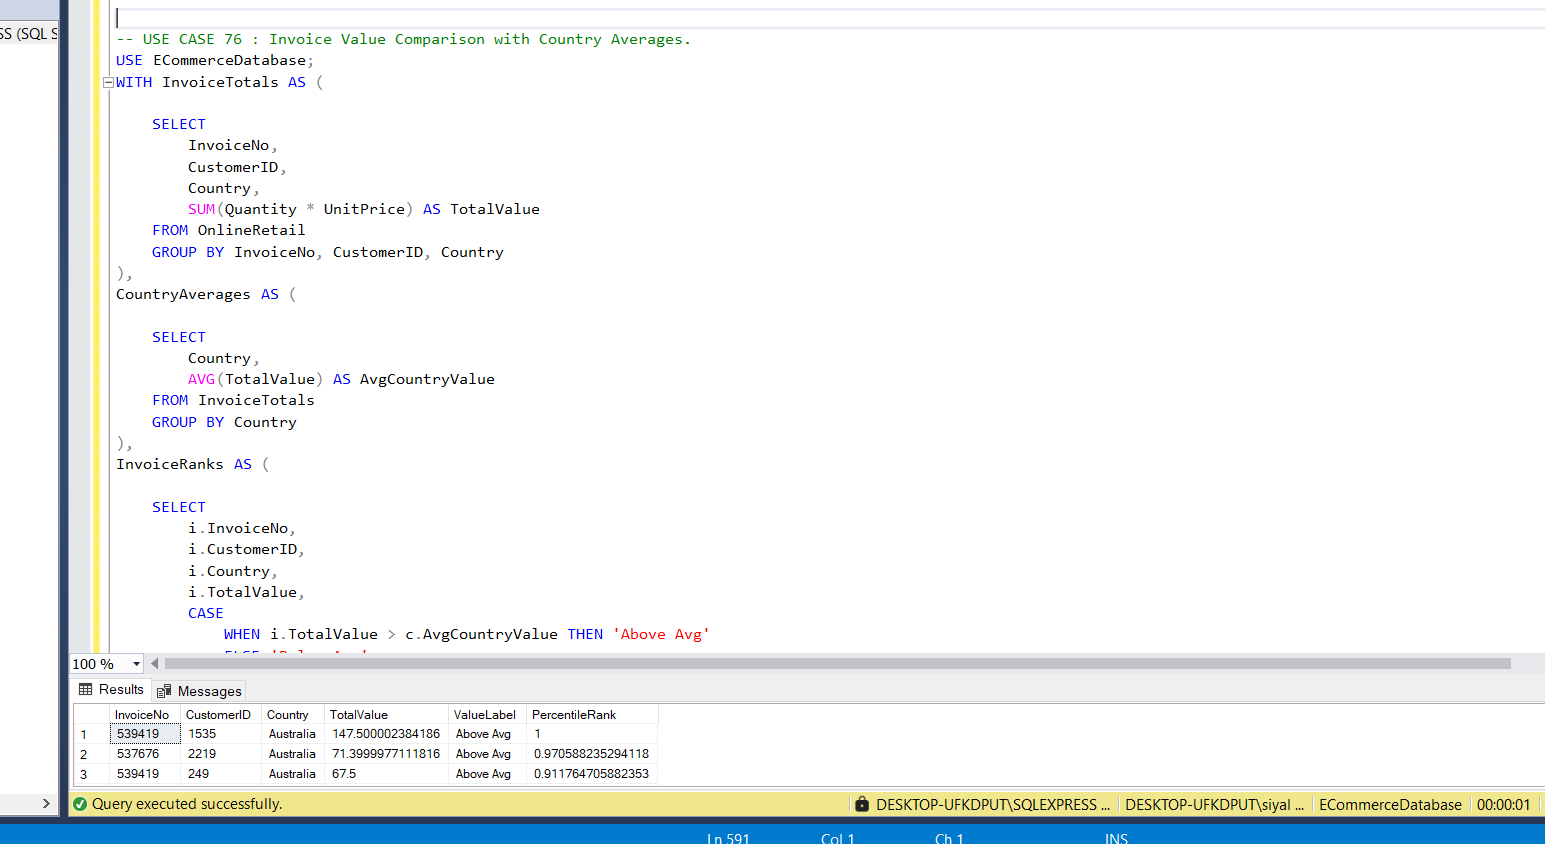 SS (SQL S
-- USE CASE 76 : Invoice Value Comparison with Country Averages.
USE ECommerceDatabase;
WITH InvoiceTotals AS (
SELECT
InvoiceNo,
CustomerID,
Country,
SUM(Quantity * UnitPrice) AS TotalValue
FROM OnlineRetail
GROUP BY InvoiceNo, CustomerID, Country
),
CountryAverages AS (
SELECT
Country,
AVG(TotalValue) AS AvgCountryValue
FROM InvoiceTotals
GROUP BY Country
),
InvoiceRanks AS (
SELECT
i.InvoiceNo,
i.CustomerID,
i.Country,
i.TotalValue,
CASE
WHEN i.TotalValue > c.AvgCountryValue THEN 'Above Avg'
100 %
Results Messages
InvoiceNo CustomerID Country TotalValue ValueLabel PercentileRank
1 539419 1535 Australia 147.500002384186 Above Avg 1
2 537676 2219 Australia 71.3999977111816 Above Avg 0.970588235294118
3 539419 249 Australia 67.5 Above Avg 0.911764705882353
Query executed successfully. DESKTOP-UFKDPUT\SQLEXPRESS ... DESKTOP-UFKDPUT\siyal ... ECommerceDatabase 00:00:01
Ln 591 Col 1 Ch 1 INS